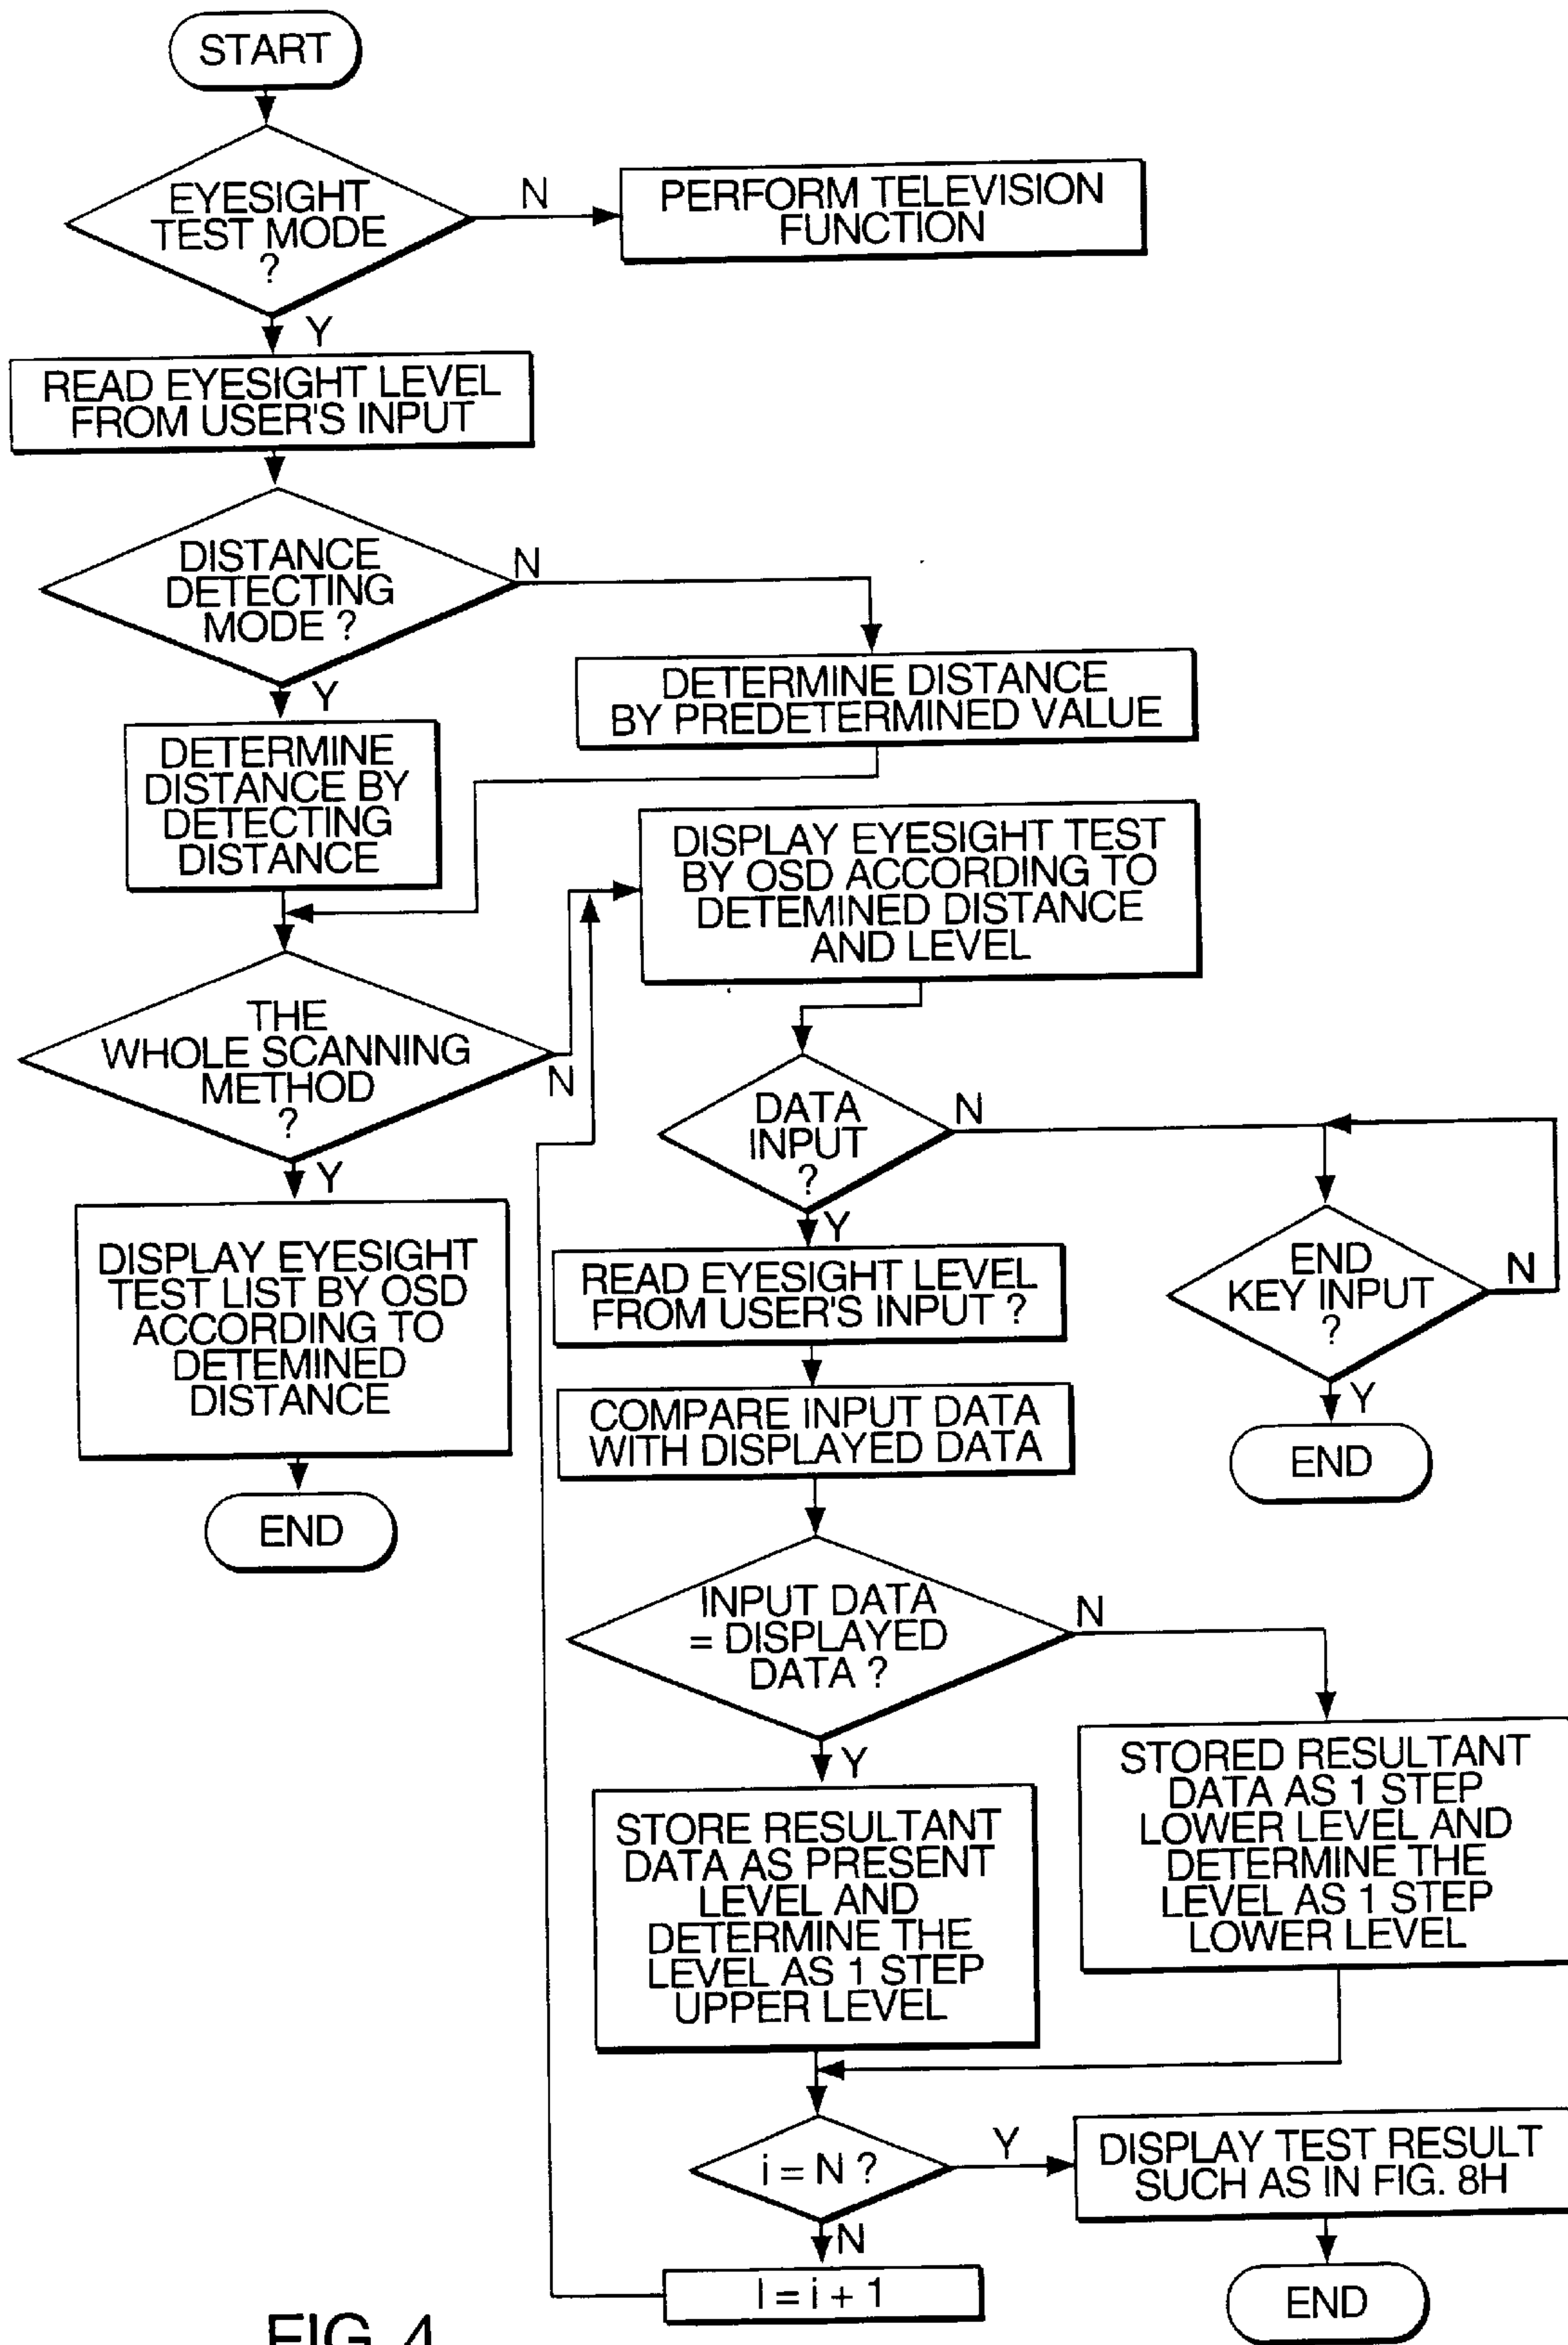 START
EYESIGHT
TEST MODE
?
N
PERFORM TELEVISION
FUNCTION
Y
READ EYESIGHT LEVEL
FROM USER'S INPUT
DISTANCE
DETECTING
MODE ?
N
DETERMINE DISTANCE
BY PREDETERMINED VALUE
Y
DETERMINE
DISTANCE BY
DETECTING
DISTANCE
THE
WHOLE SCANNING
METHOD
?
N
Y
DISPLAY EYESIGHT
TEST LIST BY OSD
ACCORDING TO
DETEMINED
DISTANCE
END
DISPLAY EYESIGHT TEST
BY OSD ACCORDING TO
DETEMINED DISTANCE
AND LEVEL
DATA
INPUT
?
N
END
KEY INPUT
?
N
Y
END
Y
READ EYESIGHT LEVEL
FROM USER'S INPUT ?
COMPARE INPUT DATA
WITH DISPLAYED DATA
INPUT DATA
= DISPLAYED
DATA ?
N
STORED RESULTANT
DATA AS 1 STEP
LOWER LEVEL AND
DETERMINE THE
LEVEL AS 1 STEP
LOWER LEVEL
Y
STORE RESULTANT
DATA AS PRESENT
LEVEL AND
DETERMINE THE
LEVEL AS 1 STEP
UPPER LEVEL
i = N ?
Y
DISPLAY TEST RESULT
SUCH AS IN FIG. 8H
END
N
I = i + 1
FIG. 4